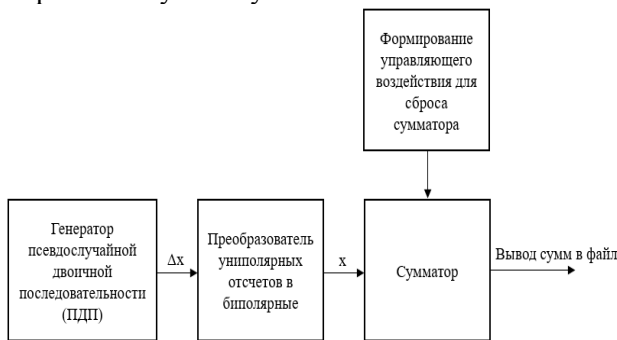 Формирование
управляющего
воздействия для
сброса
сумматора
Генератор
псевдослучайной
двоичной
последовательности
(ПДП)
Δx
Преобразователь
униполярных
отсчетов в
биполярные
x
Сумматор
Вывод сумм в файл